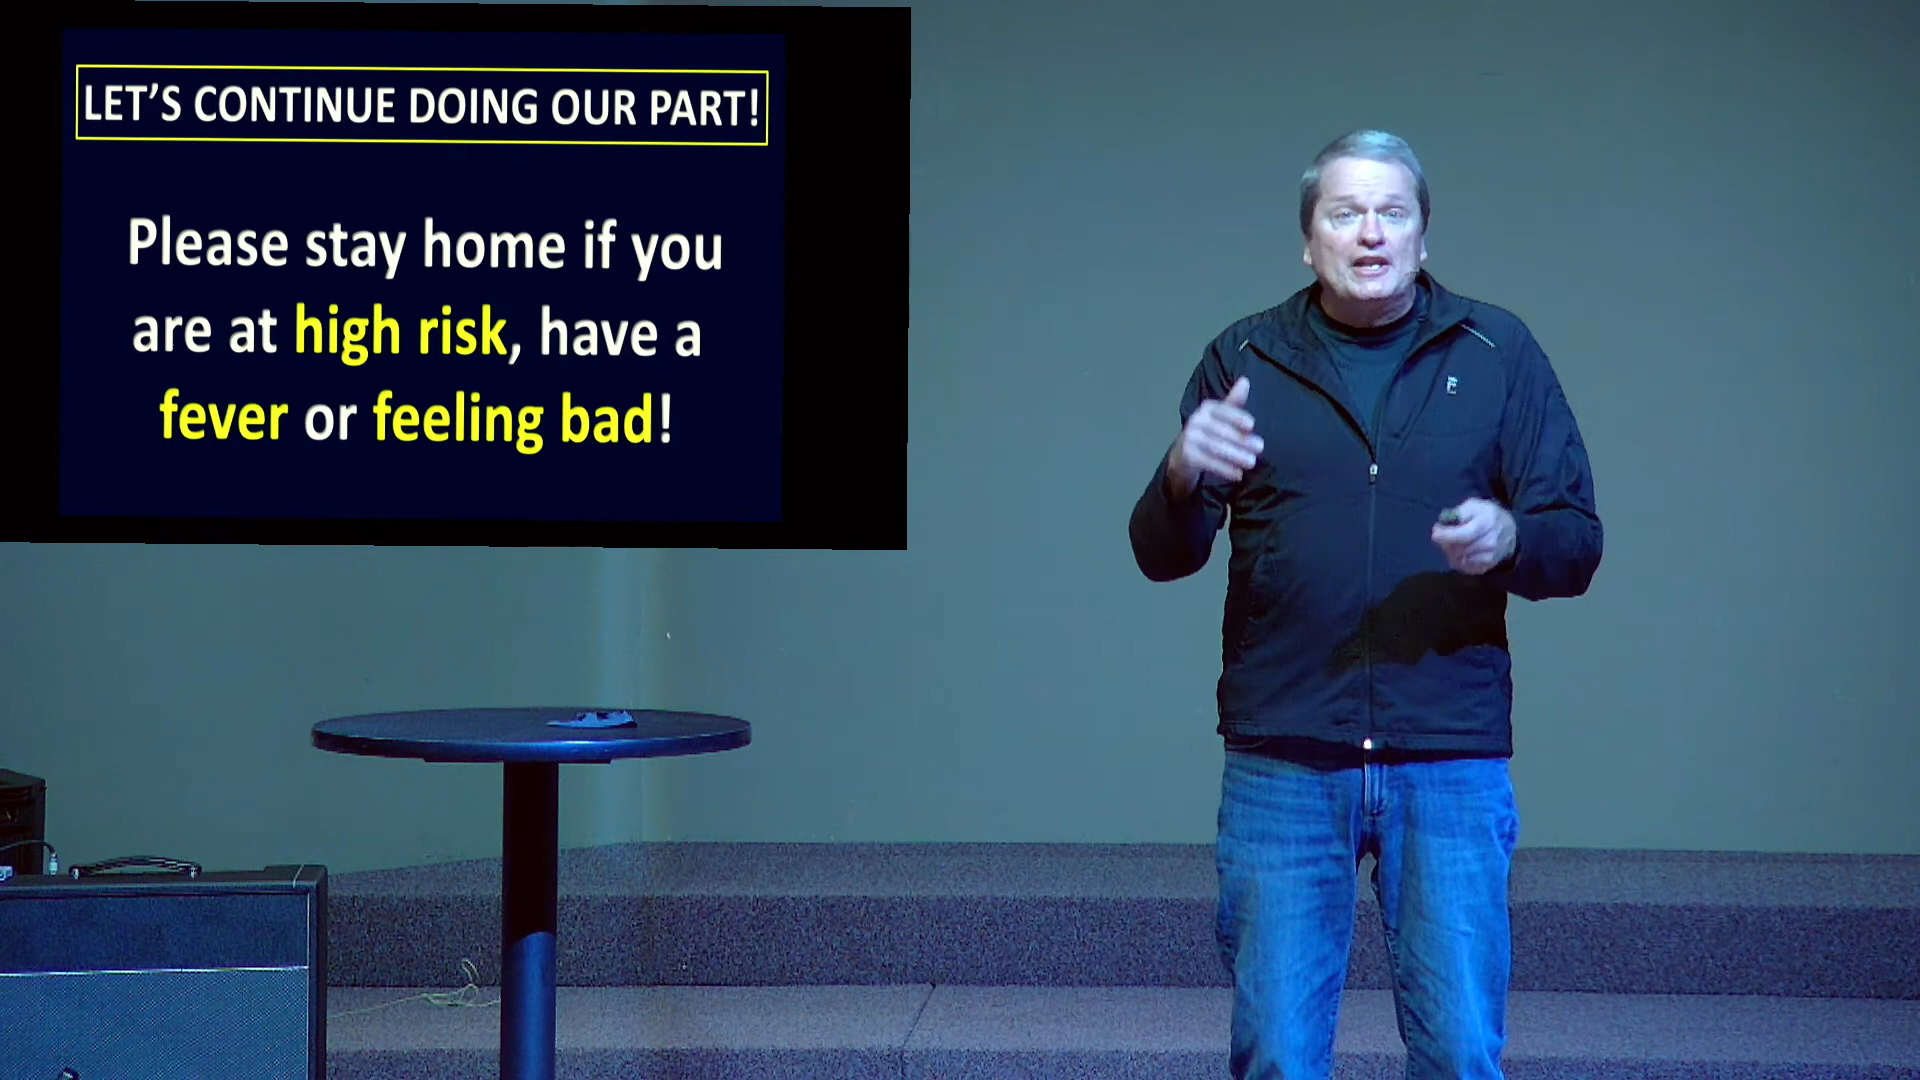 LET'S CONTINUE DOING OUR PART!
Please stay home if you
are at high risk, have a
fever or feeling bad!